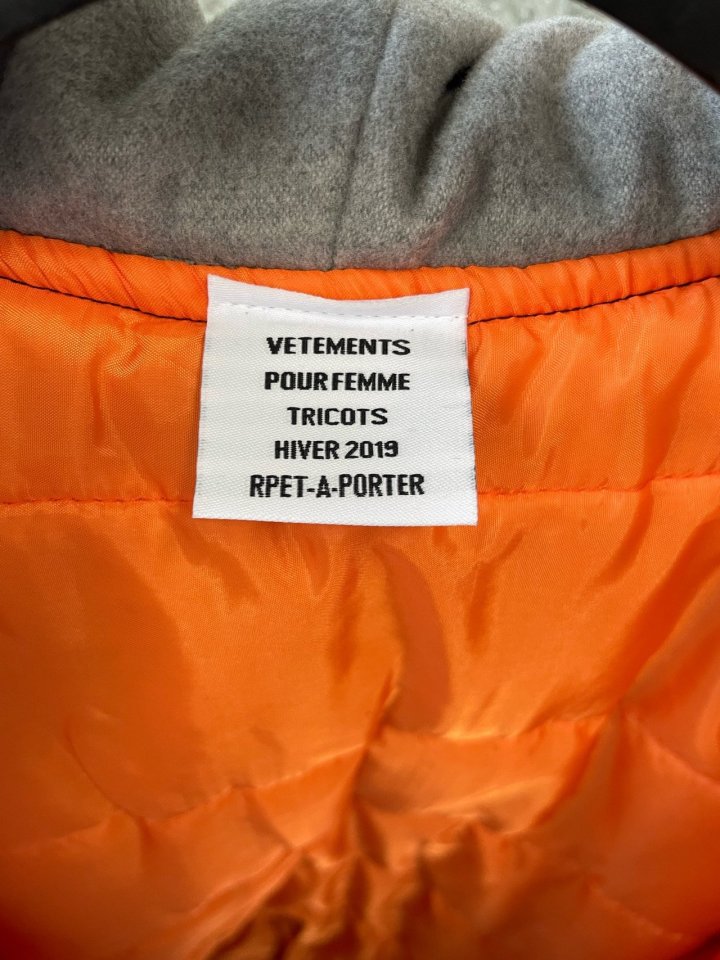 VETEMENTS
POUR FEMME
TRICOTS
HIVER 2019
RPET-A-PORTER